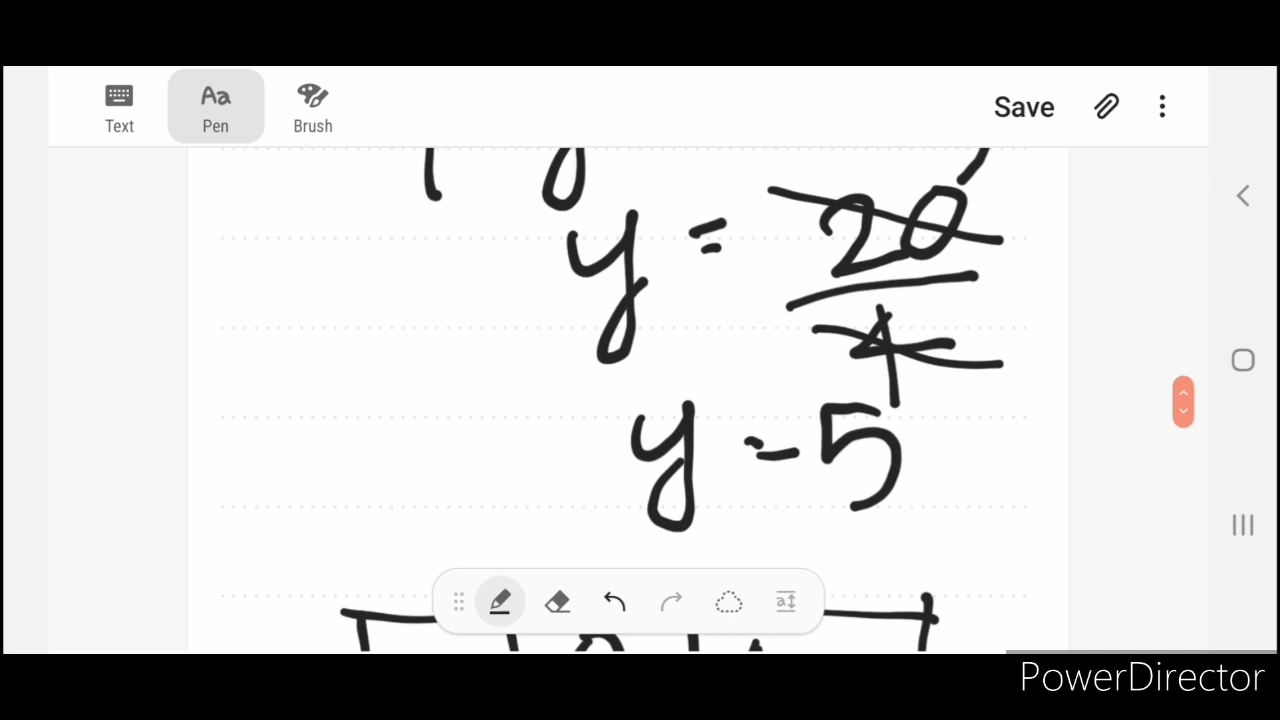 Text
Pen
Brush
Save
y = 20/4
y = 5
PowerDirector